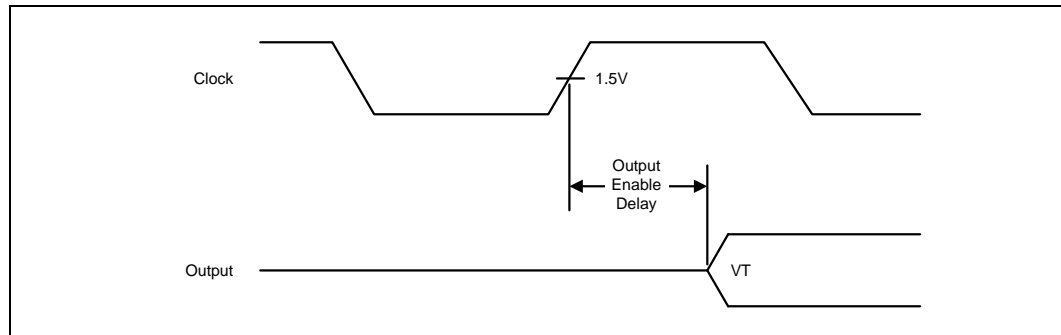 Clock
1.5V
Output
Enable
Delay
Output
VT